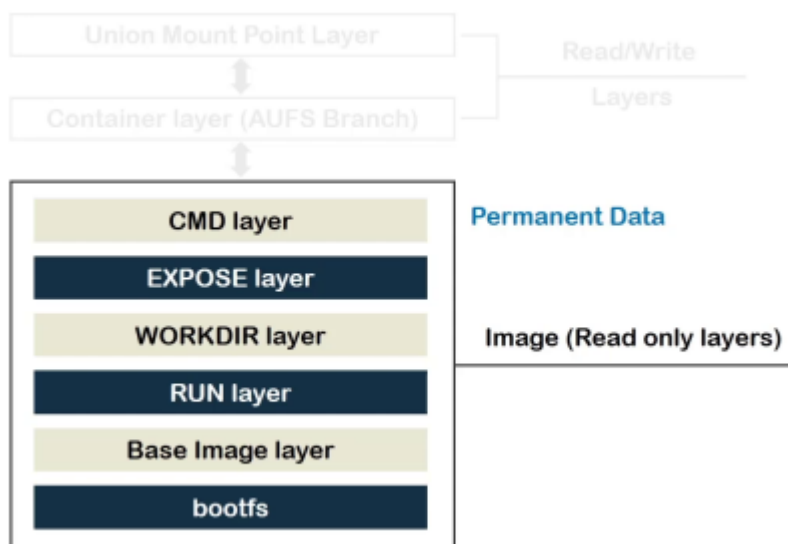 Union Mount Point Layer
Read/Write
Layers
Container layer (AUFS Branch)
CMD layer
Permanent Data
EXPOSE layer
WORKDIR layer
Image (Read only layers)
RUN layer
Base Image layer
bootfs